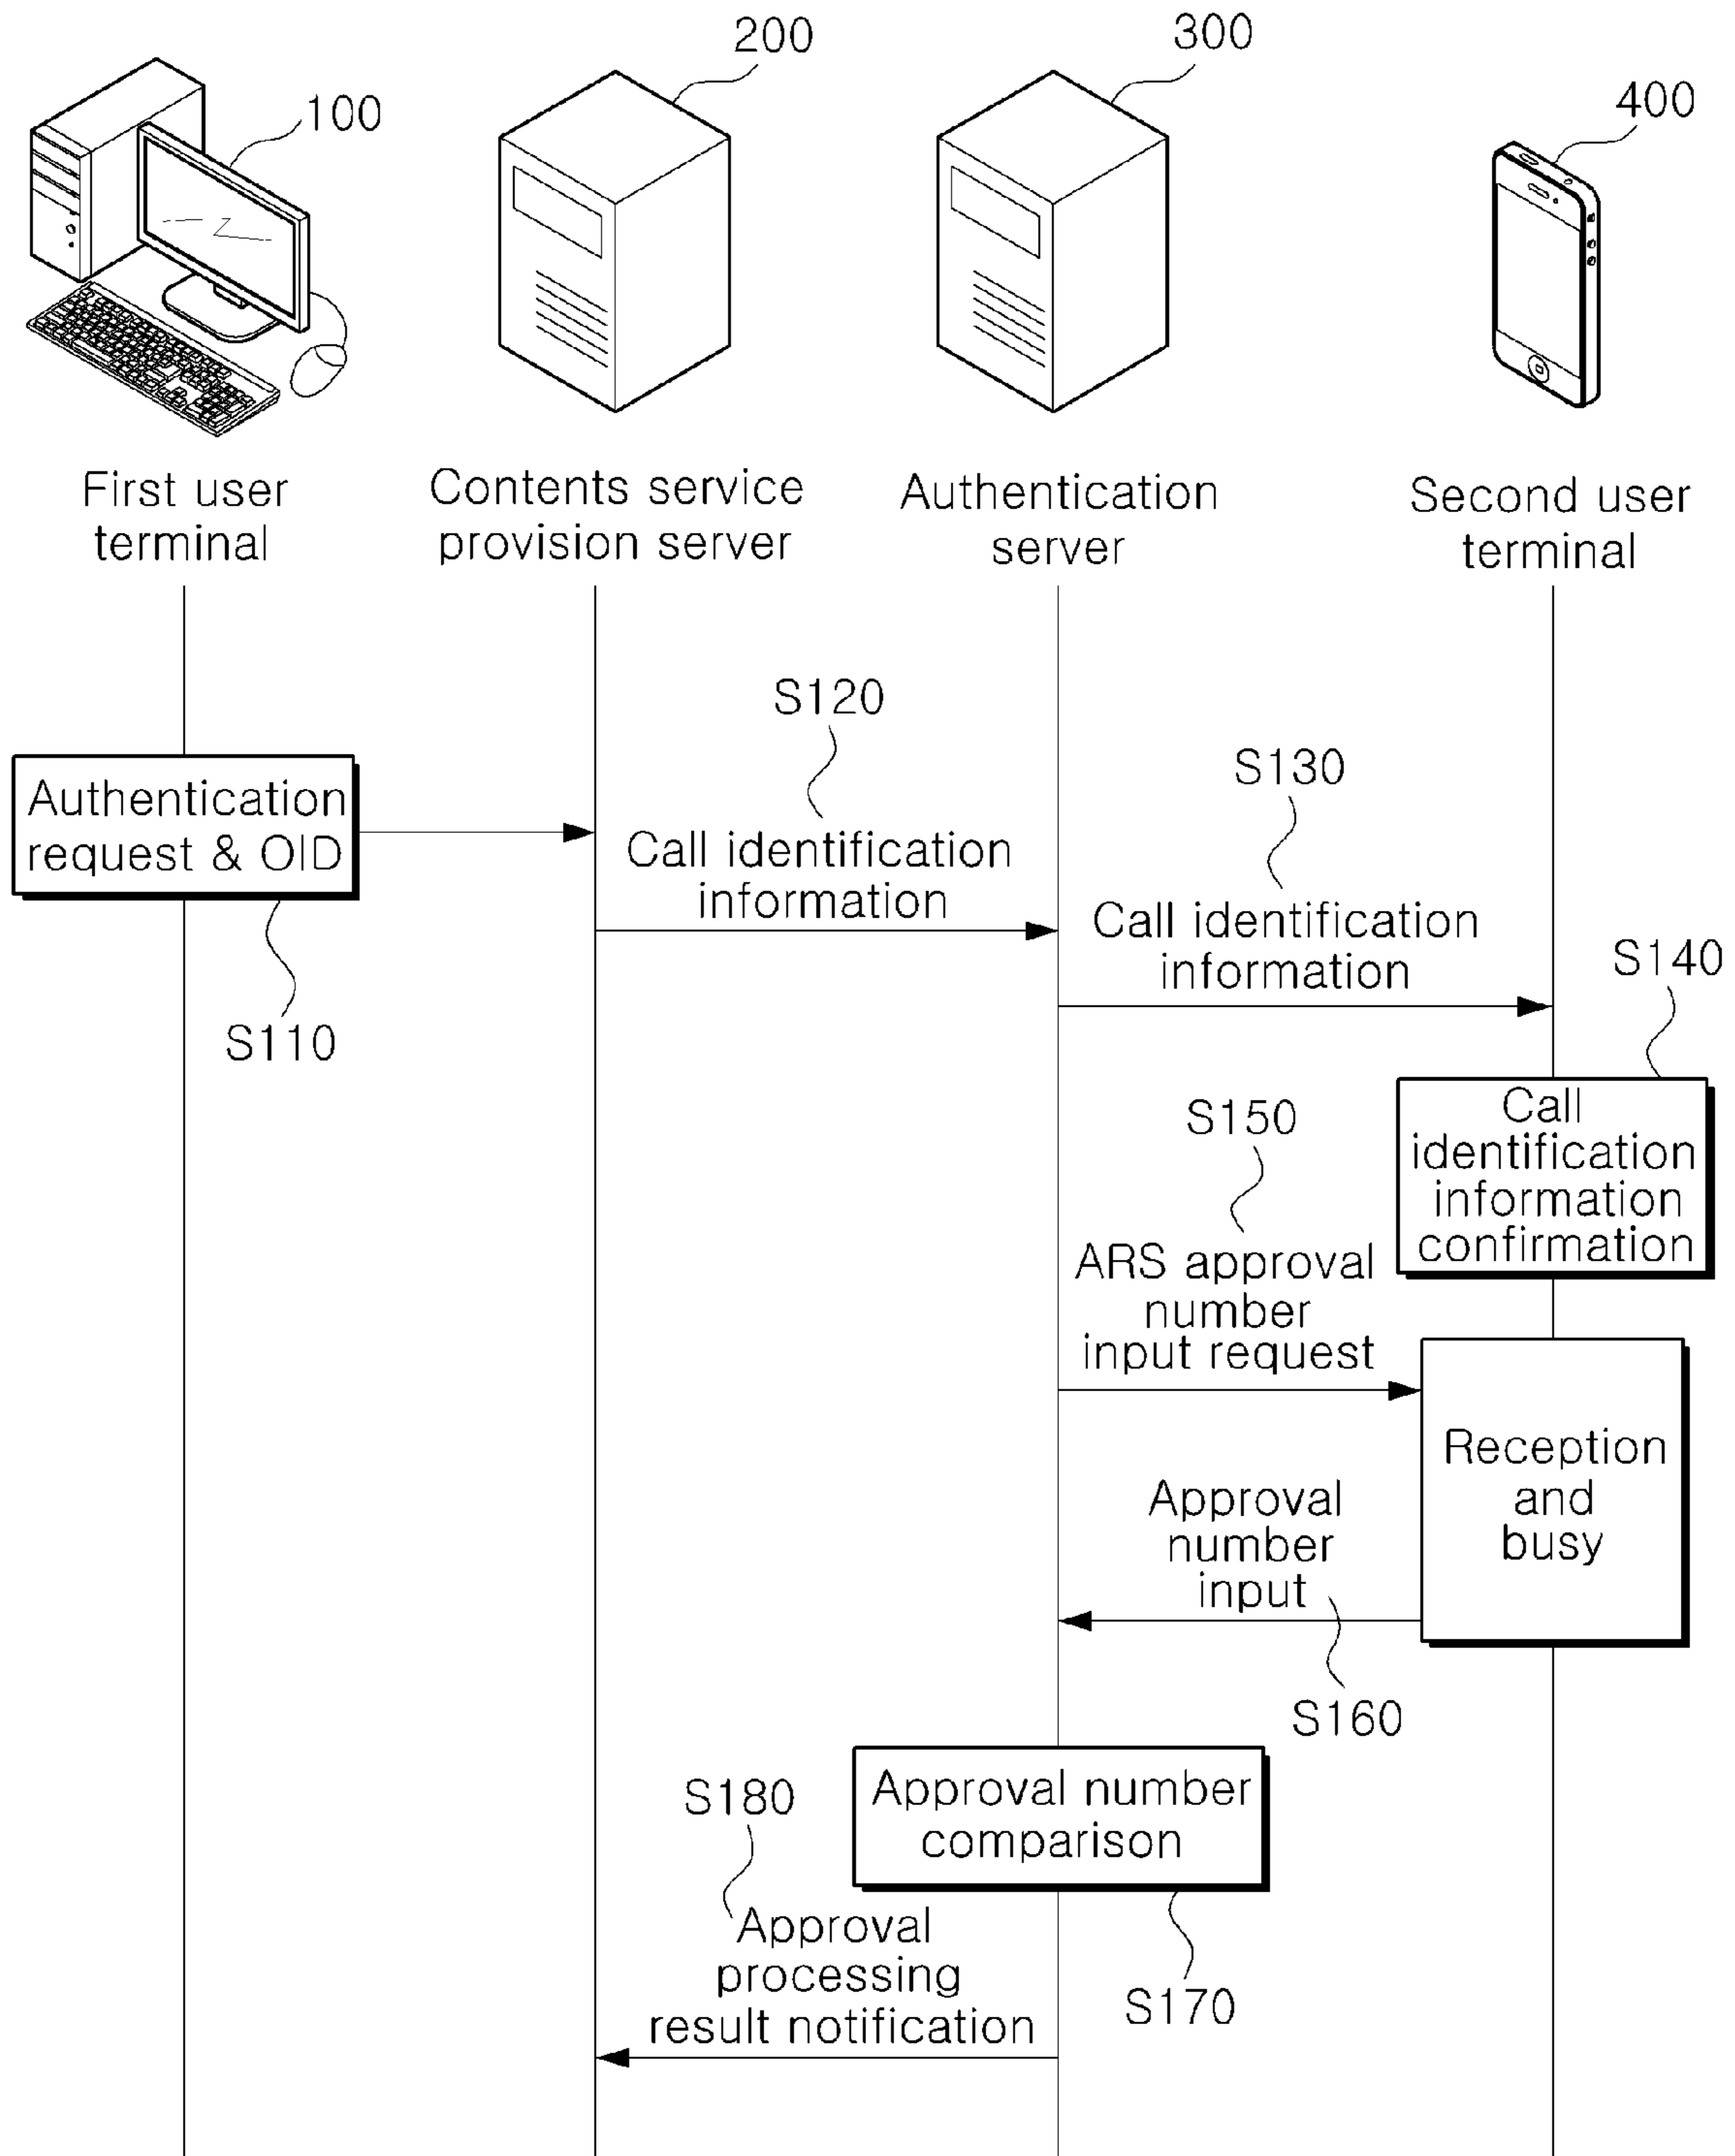 200
300
100
400
First user
terminal
Contents service
provision server
Authentication
server
Second user
terminal
S120
S130
Authentication
request & OID
Call identification
information
Call identification
information
S140
S110
S150
Call
identification
information
confirmation
ARS approval
number
input request
Reception
and
busy
Approval
number
input
S160
S180
Approval number
comparison
Approval
processing
result notification
S170